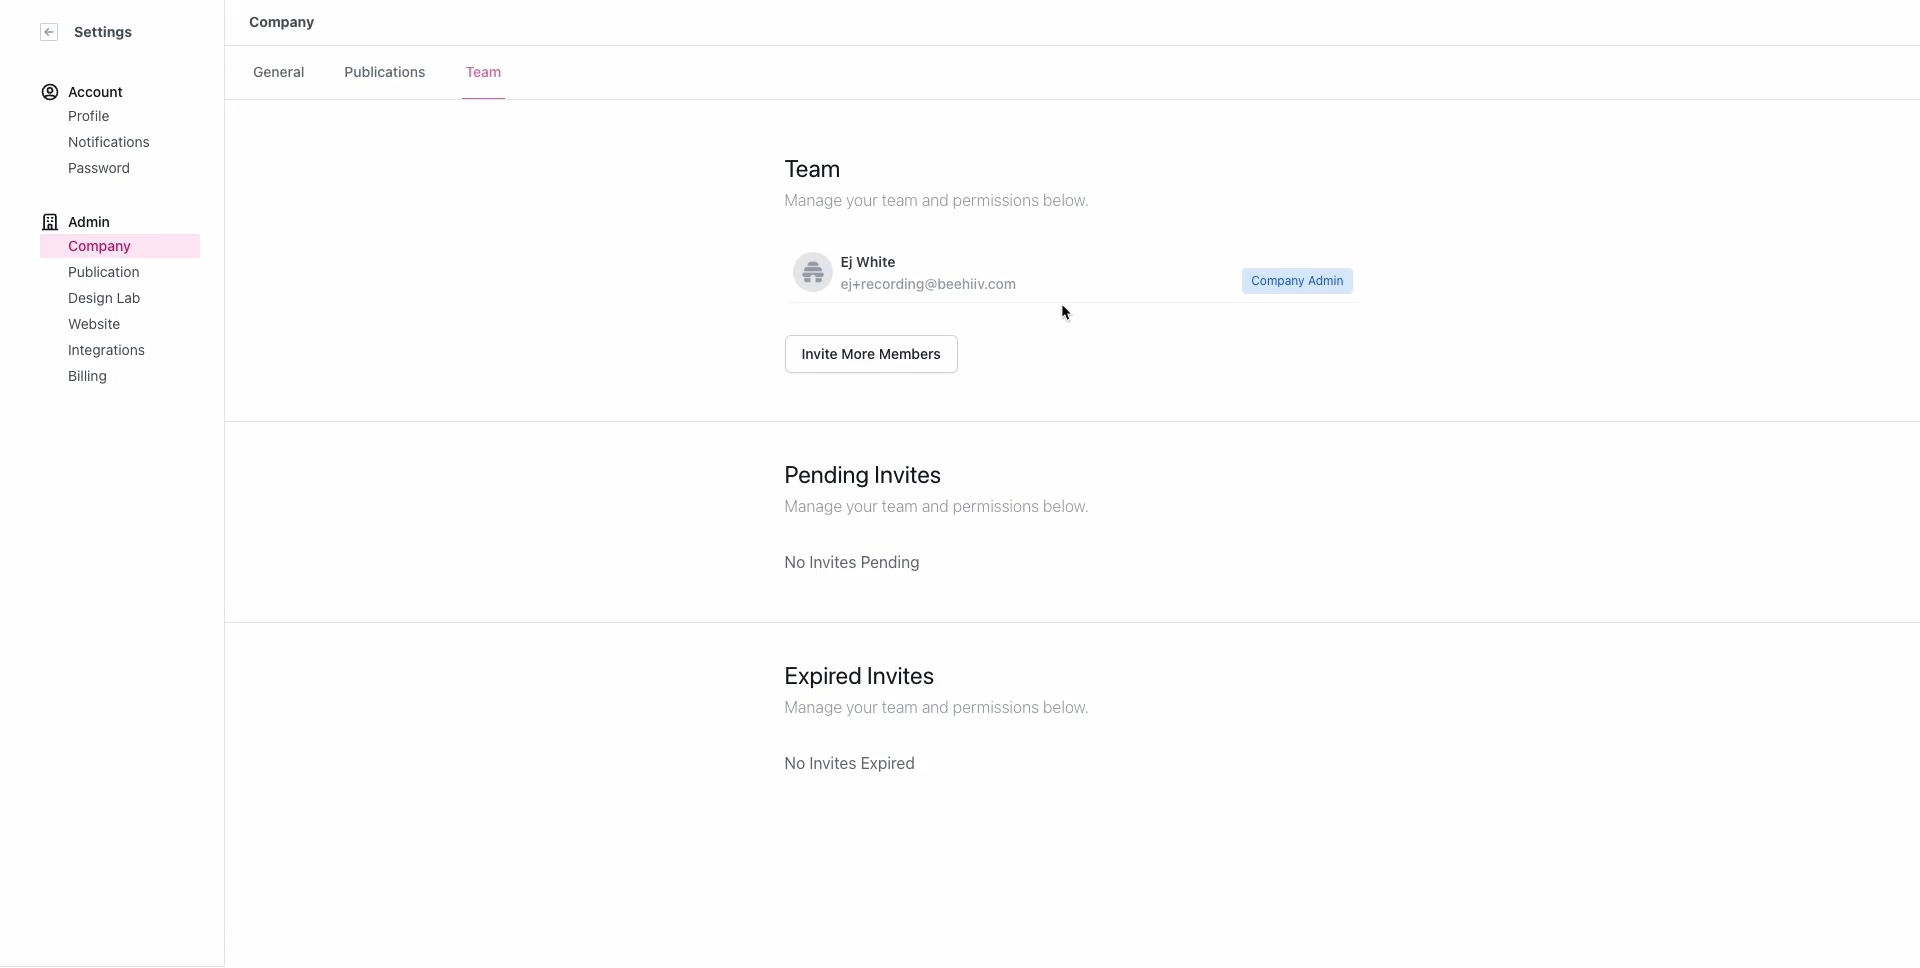 Settings
Account
Profile
Notifications
Password
Admin
Company
Publication
Design Lab
Website
Integrations
Billing
Company
General
Publications
Team
Team
Manage your team and permissions below.
Ej White
ej+recording@beehiiv.com
Company Admin
Invite More Members
Pending Invites
Manage your team and permissions below.
No Invites Pending
Expired Invites
Manage your team and permissions below.
No Invites Expired